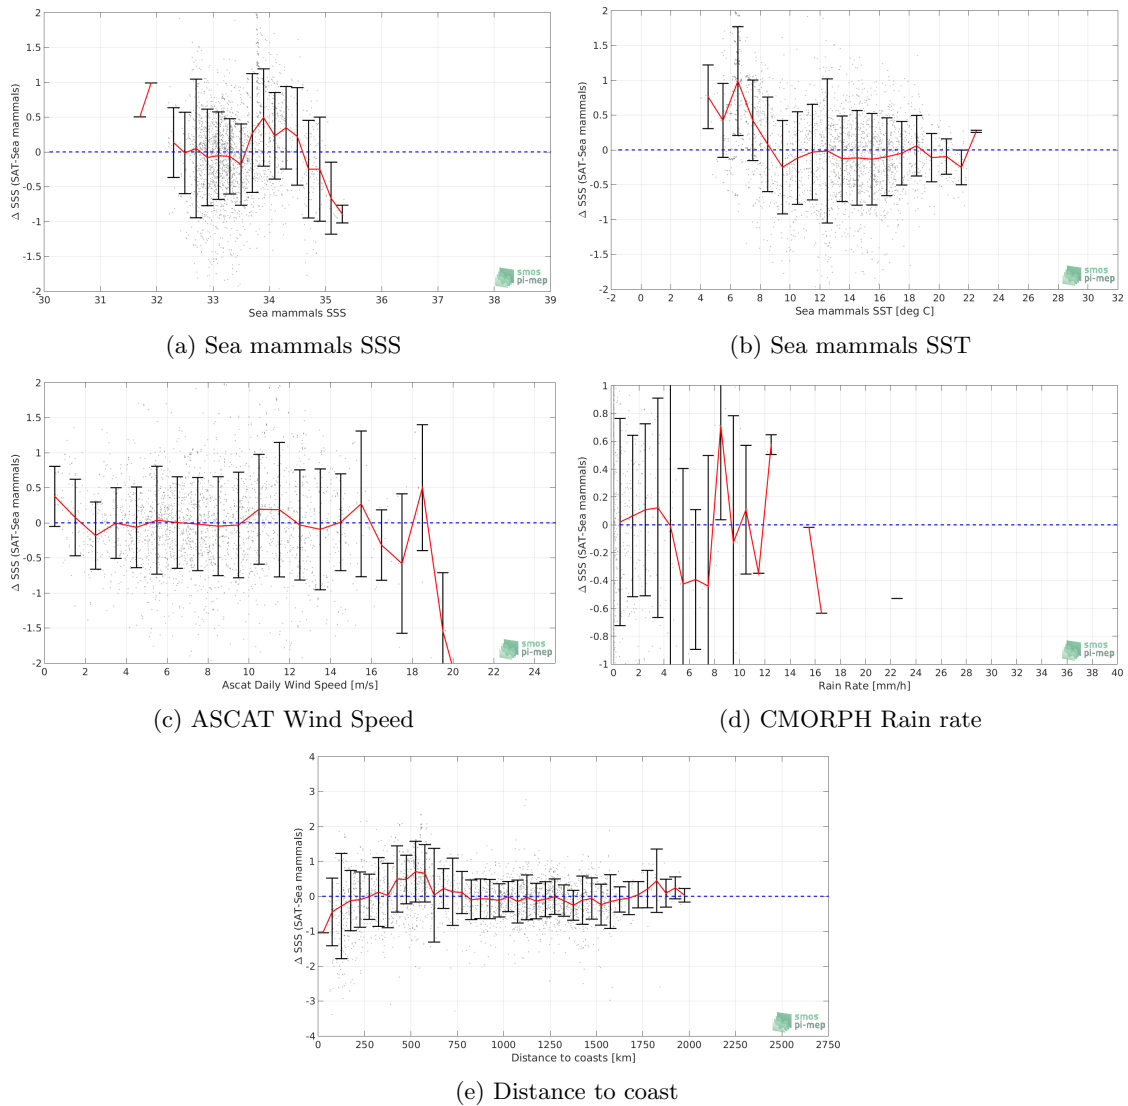 2
1.5
1
0.5
0
-0.5
-1
-1.5
-2
Δ SSS (SAT-Sea mammals)
30 31 32 33 34 35 36 37 38 39
Sea mammals SSS
smos
pi-mep
(a) Sea mammals SSS
2
1.5
1
0.5
0
-0.5
-1
-1.5
-2
Δ SSS (SAT-Sea mammals)
-2 0 2 4 6 8 10 12 14 16 18 20 22 24 26 28 30 32
Sea mammals SST [deg C]
smos
pi-mep
(b) Sea mammals SST
2
1.5
1
0.5
0
-0.5
-1
-1.5
-2
Δ SSS (SAT-Sea mammals)
0 2 4 6 8 10 12 14 16 18 20 22 24
Ascat Daily Wind Speed [m/s]
smos
pi-mep
(c) ASCAT Wind Speed
1
0.8
0.6
0.4
0.2
0
-0.2
-0.4
-0.6
-0.8
-1
Δ SSS (SAT-Sea mammals)
0 2 4 6 8 10 12 14 16 18 20 22 24 26 28 30 32 34 36 38 40
Rain Rate [mm/h]
smos
pi-mep
(d) CMORPH Rain rate
4
3
2
1
0
-1
-2
-3
-4
Δ SSS (SAT-Sea mammals)
0 250 500 750 1000 1250 1500 1750 2000 2250 2500 2750
Distance to coasts [km]
smos
pi-mep
(e) Distance to coast